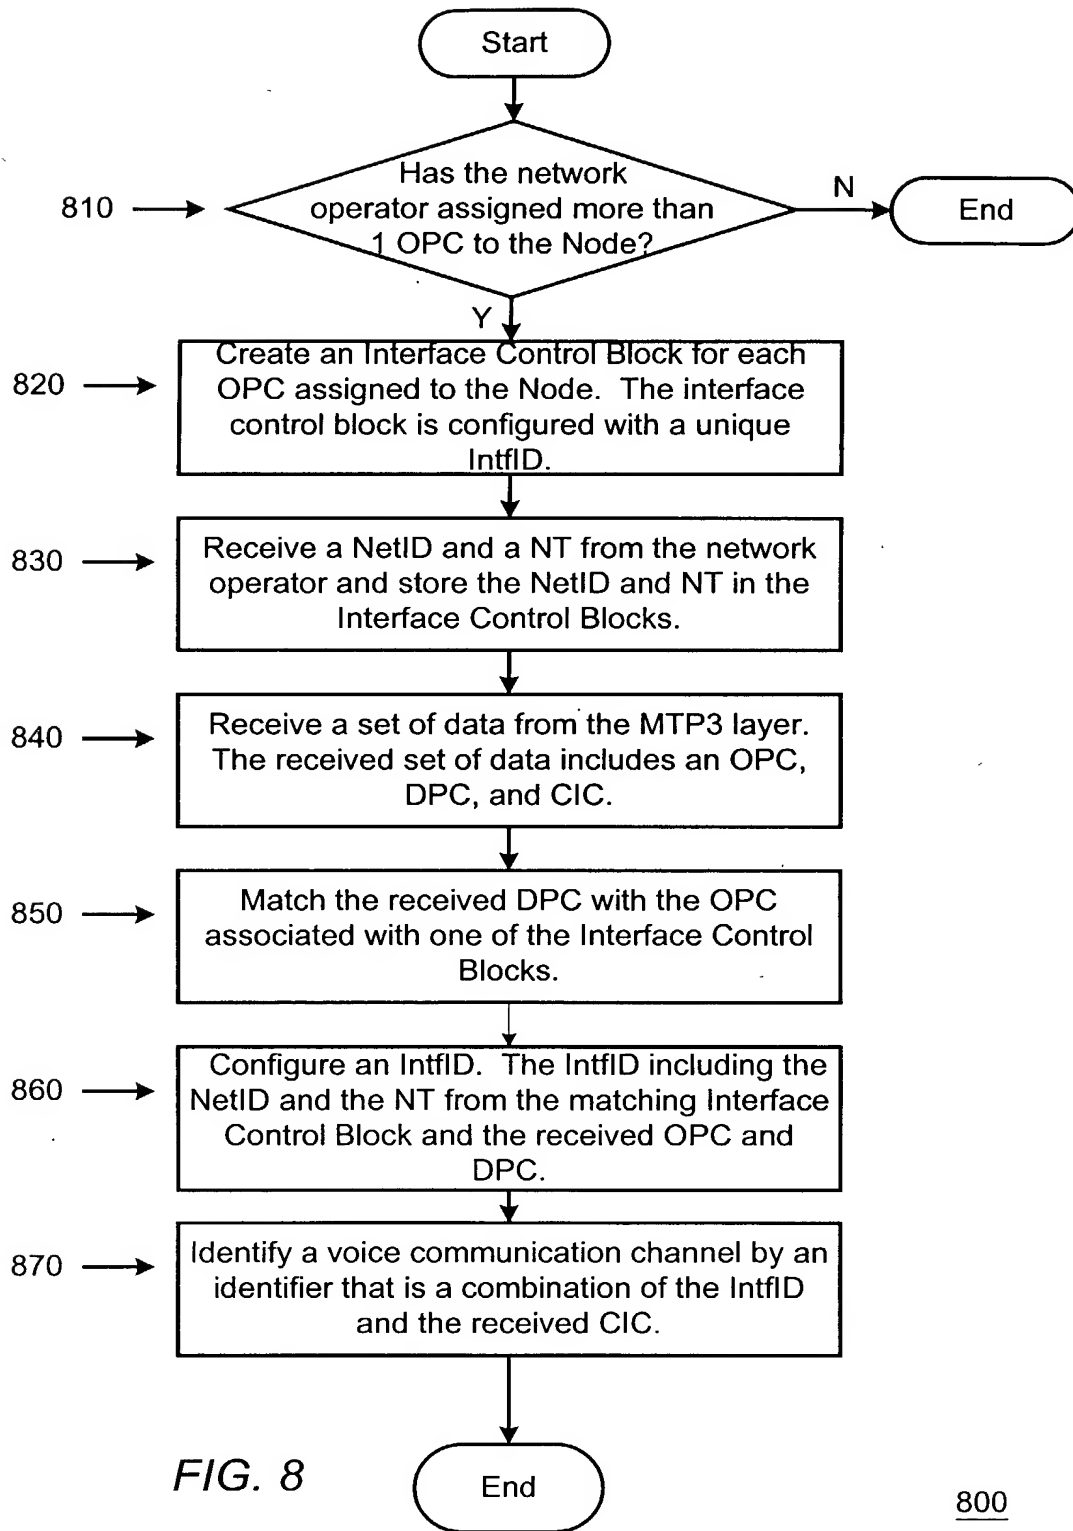 Start
Has the network
operator assigned more than
1 OPC to the Node?
810
N
End
Y
Create an Interface Control Block for each
OPC assigned to the Node. The interface
control block is configured with a unique
IntfID.
820
Receive a NetID and a NT from the network
operator and store the NetID and NT in the
Interface Control Blocks.
830
Receive a set of data from the MTP3 layer.
The received set of data includes an OPC,
DPC, and CIC.
840
Match the received DPC with the OPC
associated with one of the Interface Control
Blocks.
850
Configure an IntfID. The IntfID including the
NetID and the NT from the matching Interface
Control Block and the received OPC and
DPC.
860
Identify a voice communication channel by an
identifier that is a combination of the IntfID
and the received CIC.
870
End
FIG. 8
800